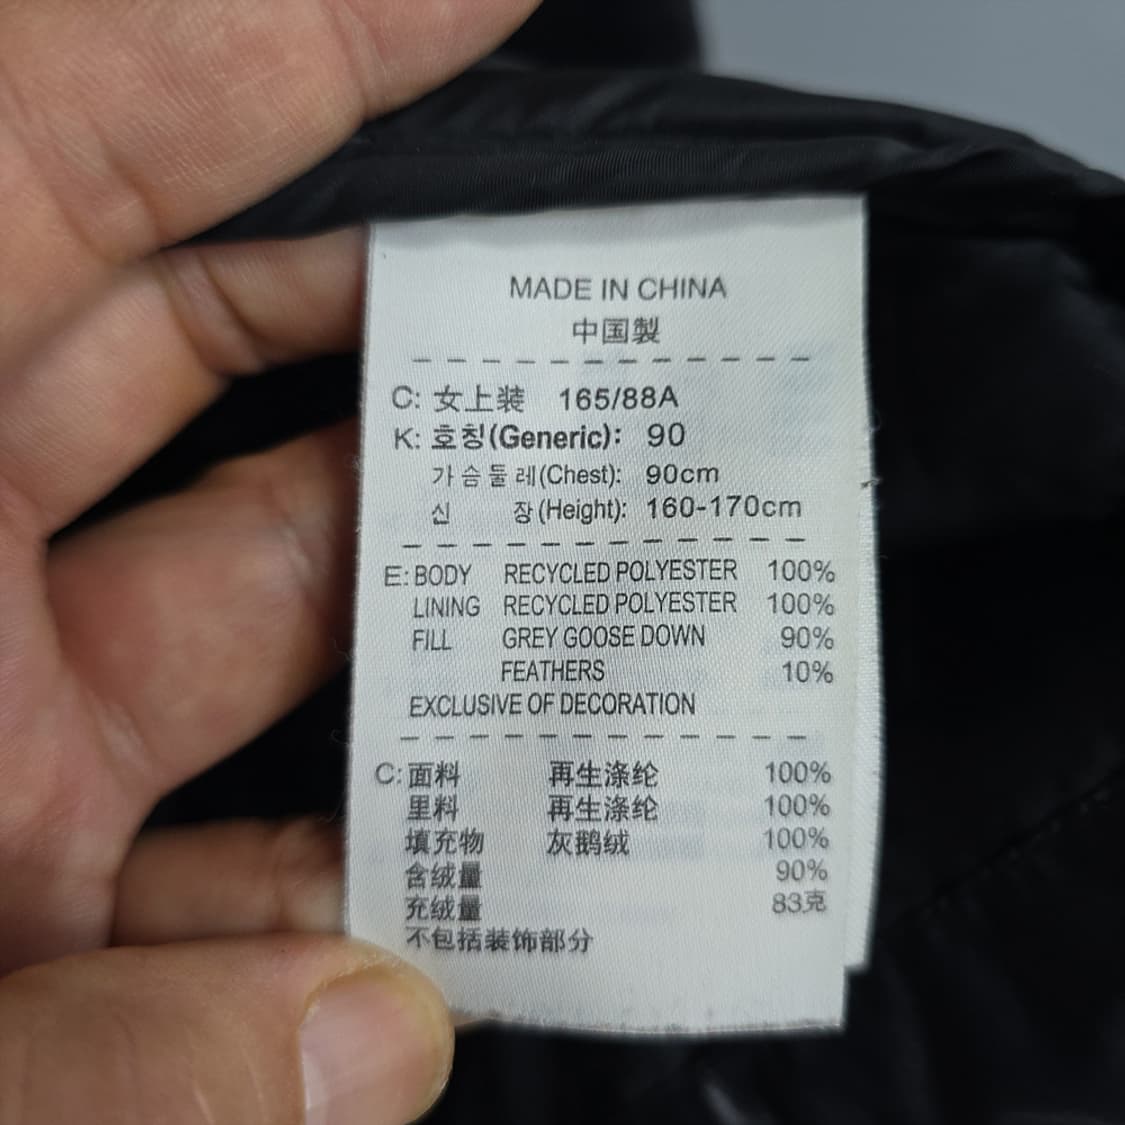 MADE IN CHINA
中国製
C: 女上装 165/88A
K: 호칭(Generic): 90
가슴둘레(Chest): 90cm
신 장(Height): 160-170cm
E: BODY RECYCLED POLYESTER 100%
LINING RECYCLED POLYESTER 100%
FILL GREY GOOSE DOWN 90%
FEATHERS 10%
EXCLUSIVE OF DECORATION
C: 面料 再生涤纶 100%
里料 再生涤纶 100%
填充物 灰鹅绒 100%
含绒量 90%
充绒量 83克
不包括装饰部分